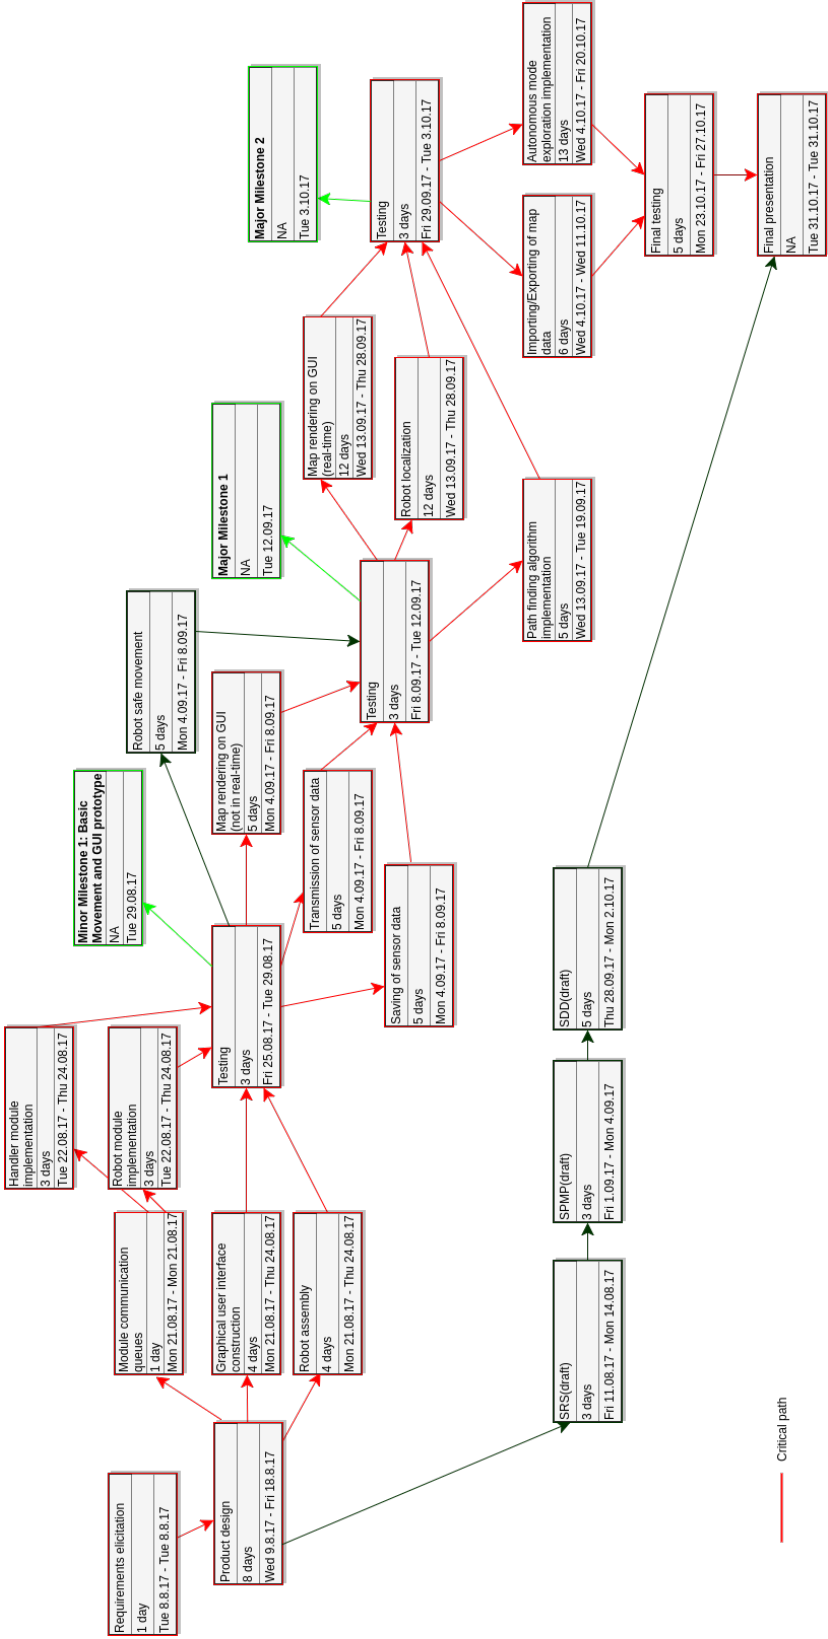 Requirements elicitation
1 day
Tue 8.8.17 - Tue 8.8.17
Product design
8 days
Wed 9.8.17 - Fri 18.8.17
Module communication
queues
1 day
Mon 21.08.17 - Mon 21.08.17
Graphical user interface
construction
4 days
Mon 21.08.17 - Thu 24.08.17
Robot assembly
4 days
Mon 21.08.17 - Thu 24.08.17
Handler module
implementation
3 days
Tue 22.08.17 - Thu 24.08.17
Robot module
implementation
3 days
Tue 22.08.17 - Thu 24.08.17
Testing
3 days
Fri 25.08.17 - Tue 29.08.17
Minor Milestone 1: Basic
Movement and GUI prototype
NA
Tue 29.08.17
Robot safe movement
5 days
Mon 4.09.17 - Fri 8.09.17
Map rendering on GUI
(not in real-time)
5 days
Mon 4.09.17 - Fri 8.09.17
Transmission of sensor data
5 days
Mon 4.09.17 - Fri 8.09.17
Saving of sensor data
5 days
Mon 4.09.17 - Fri 8.09.17
Testing
3 days
Fri 8.09.17 - Tue 12.09.17
Major Milestone 1
NA
Tue 12.09.17
Map rendering on GUI
(real-time)
12 days
Wed 13.09.17 - Thu 28.09.17
Robot localization
12 days
Wed 13.09.17 - Thu 28.09.17
Path finding algorithm
implementation
5 days
Wed 13.09.17 - Tue 19.09.17
Testing
3 days
Fri 29.09.17 - Tue 3.10.17
Major Milestone 2
NA
Tue 3.10.17
Importing/Exporting of map
data
6 days
Wed 4.10.17 - Wed 11.10.17
Autonomous mode
exploration implementation
13 days
Wed 4.10.17 - Fri 20.10.17
Final testing
5 days
Mon 23.10.17 - Fri 27.10.17
Final presentation
NA
Tue 31.10.17 - Tue 31.10.17
SRS(draft)
3 days
Fri 11.08.17 - Mon 14.08.17
SPMP(draft)
3 days
Fri 1.09.17 - Mon 4.09.17
SDD(draft)
5 days
Thu 28.09.17 - Mon 2.10.17
Critical path